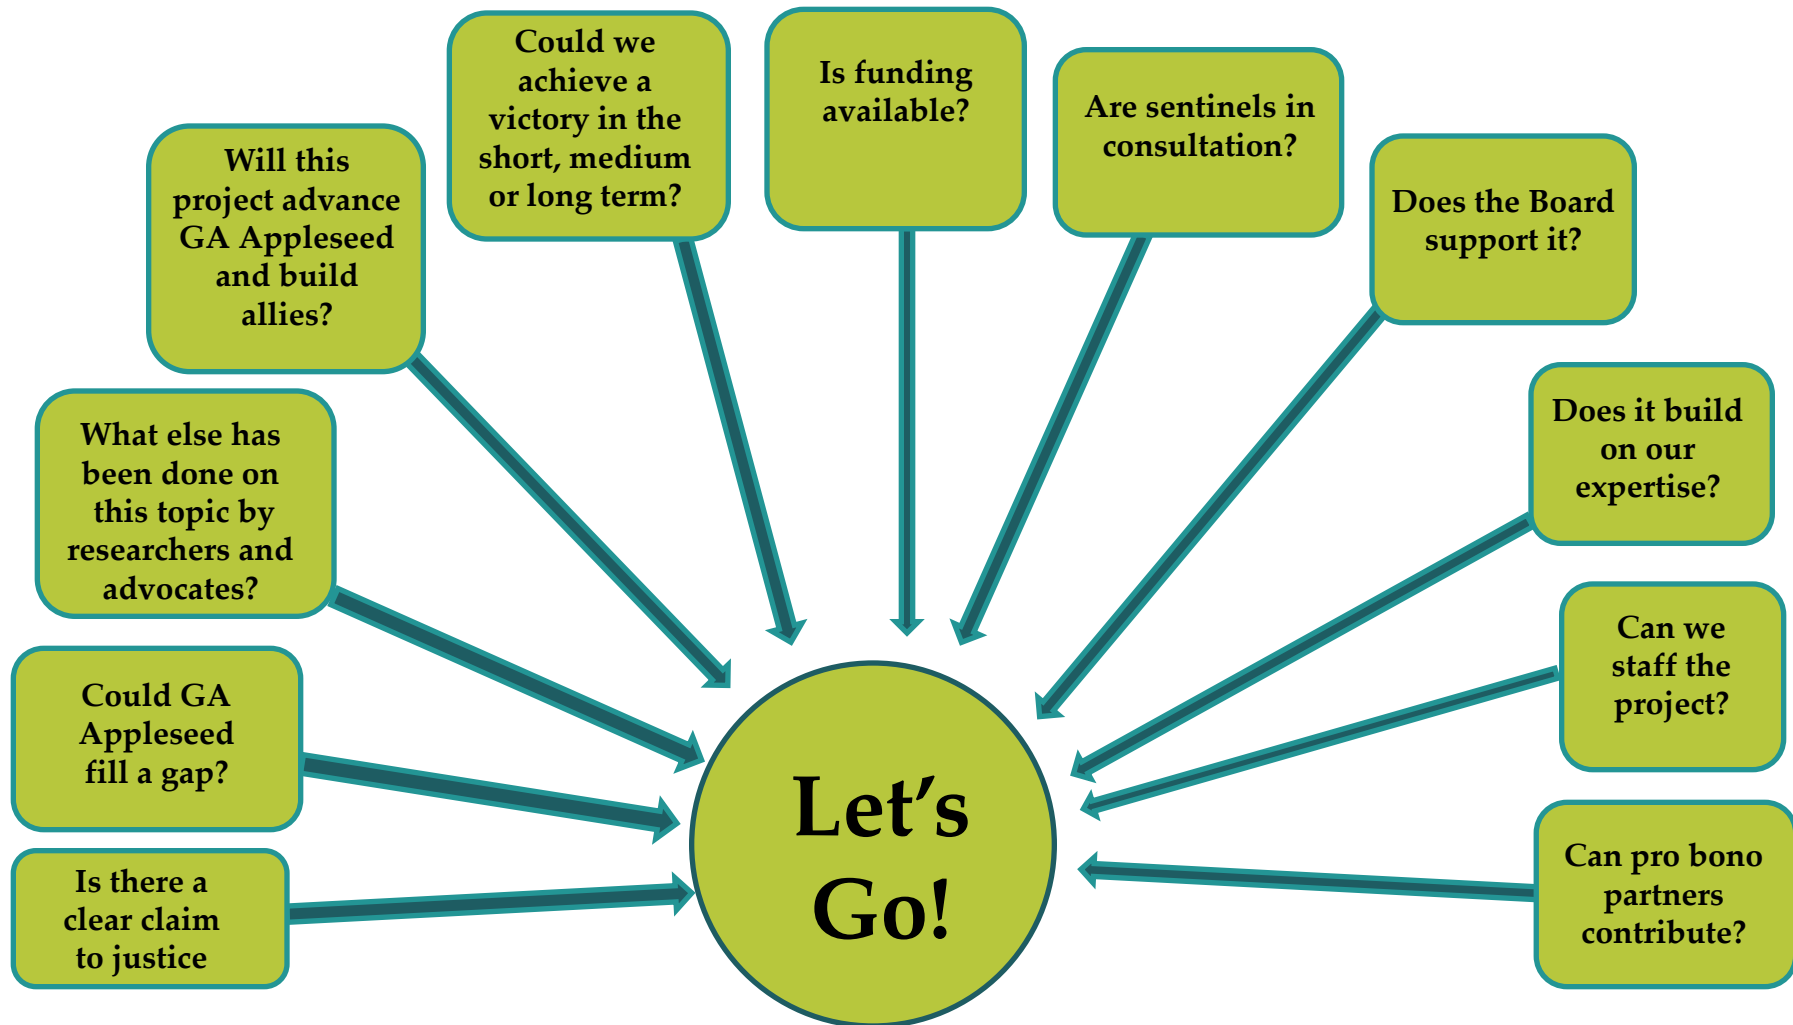 Could we
achieve a
victory in the
short, medium
or long term?
Is funding
available?
Are sentinels in
consultation?
Will this
project advance
GA Appleseed
and build
allies?
Does the Board
support it?
What else has
been done on
this topic by
researchers and
advocates?
Does it build
on our
expertise?
Could GA
Appleseed
fill a gap?
Can we
staff the
project?
Is there a
clear claim
to justice
Can pro bono
partners
contribute?
Let’s
Go!